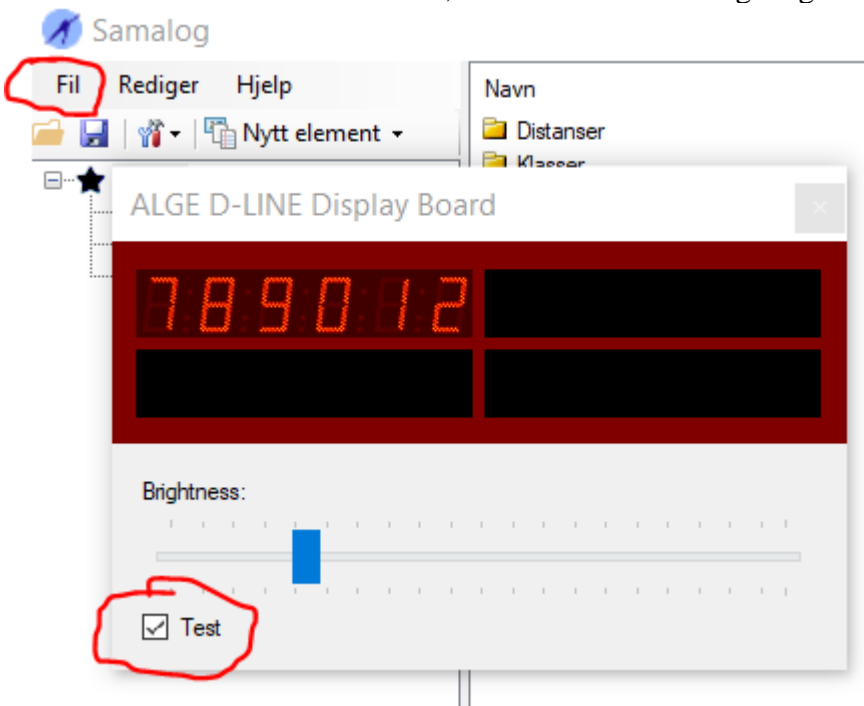 Samalog
Fil Rediger Hjelp
Navn
Nytt element
Distanser
Klasser
ALGE D-LINE Display Board
789012
Brightness:
Test